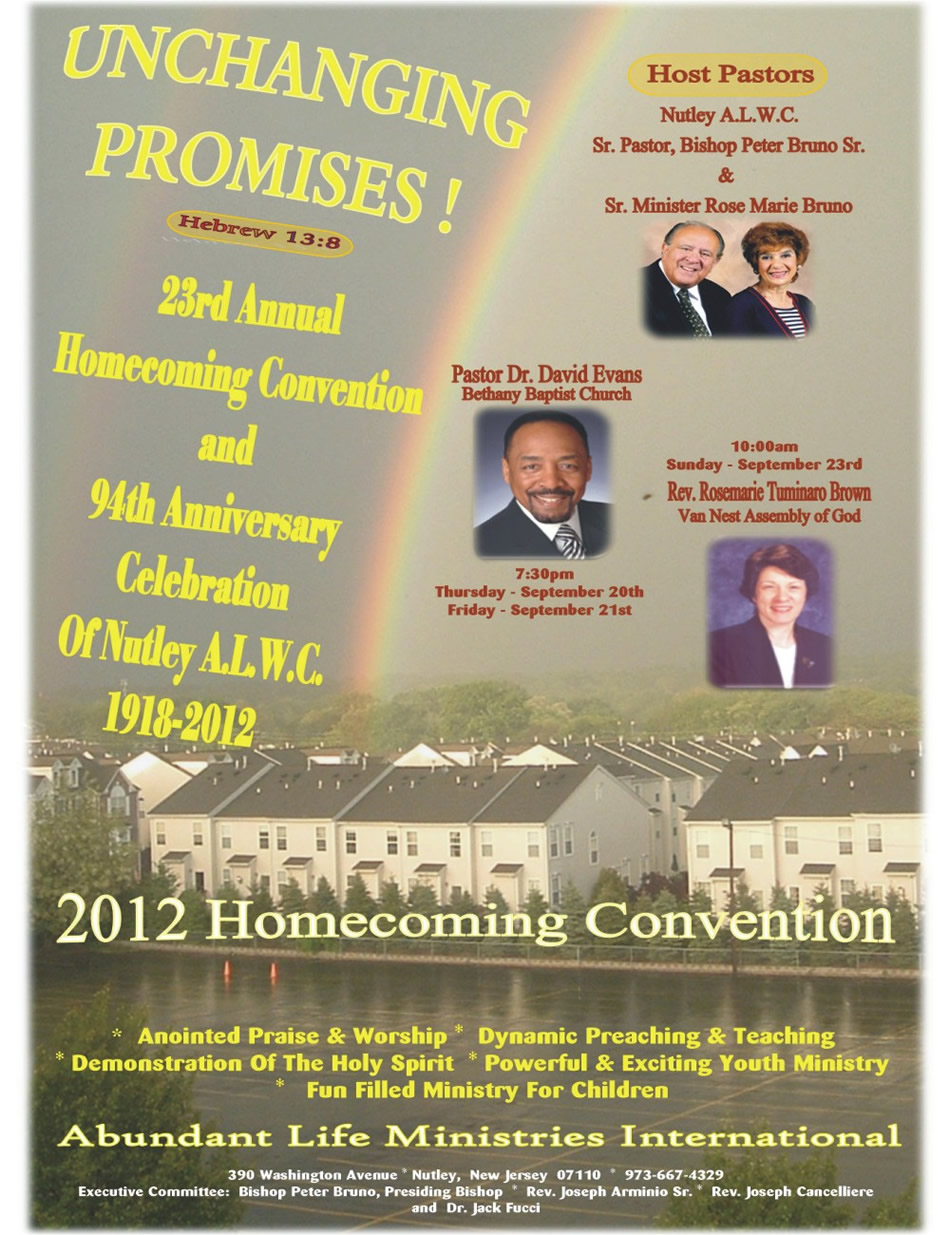 UNCHANGING
PROMISES !
Hebrew 13:8
23rd Annual
Homecoming Convention
and
94th Anniversary
Celebration
Of Nutley A.L.W.C.
1918-2012
Host Pastors
Nutley A.L.W.C.
Sr. Pastor, Bishop Peter Bruno Sr.
&
Sr. Minister Rose Marie Bruno
Pastor Dr. David Evans
Bethany Baptist Church
7:30pm
Thursday - September 20th
Friday - September 21st
10:00am
Sunday - September 23rd
Rev. Rosemarie Tuminaro Brown
Van Nest Assembly of God
2012 Homecoming Convention
* Anointed Praise & Worship * Dynamic Preaching & Teaching
* Demonstration Of The Holy Spirit * Powerful & Exciting Youth Ministry
* Fun Filled Ministry For Children
Abundant Life Ministries International
390 Washington Avenue * Nutley, New Jersey 07110 * 973-667-4329
Executive Committee: Bishop Peter Bruno, Presiding Bishop * Rev. Joseph Arminio Sr. * Rev. Joseph Cancelliere
and Dr. Jack Fucci